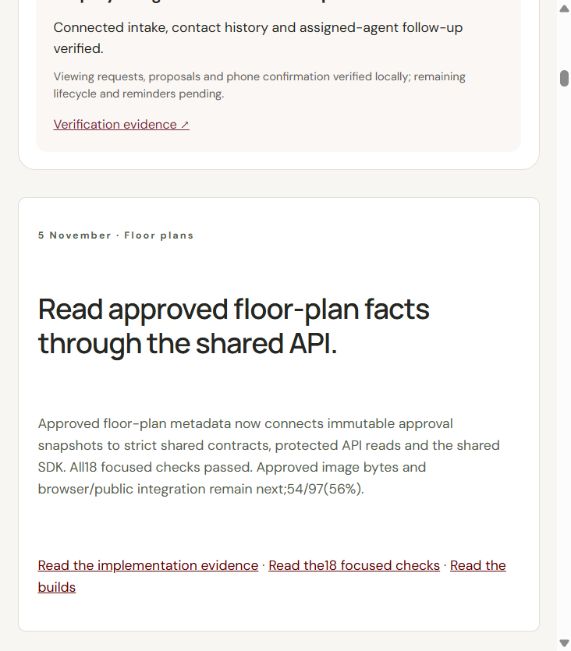 Connected intake, contact history and assigned-agent follow-up
verified.
Viewing requests, proposals and phone confirmation verified locally; remaining
lifecycle and reminders pending.
Verification evidence ↗
5 November · Floor plans
Read approved floor-plan facts
through the shared API.
Approved floor-plan metadata now connects immutable approval
snapshots to strict shared contracts, protected API reads and the shared
SDK. All18 focused checks passed. Approved image bytes and
browser/public integration remain next;54/97(56%).
Read the implementation evidence · Read the18 focused checks · Read the
builds